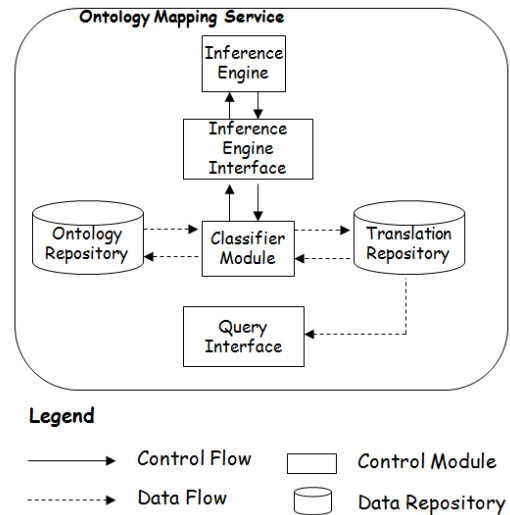 Ontology Mapping Service
Inference
Engine
Inference
Engine
Interface
Ontology
Repository
Classifier
Module
Translation
Repository
Query
Interface
Legend
Control Flow
Control Module
Data Flow
Data Repository